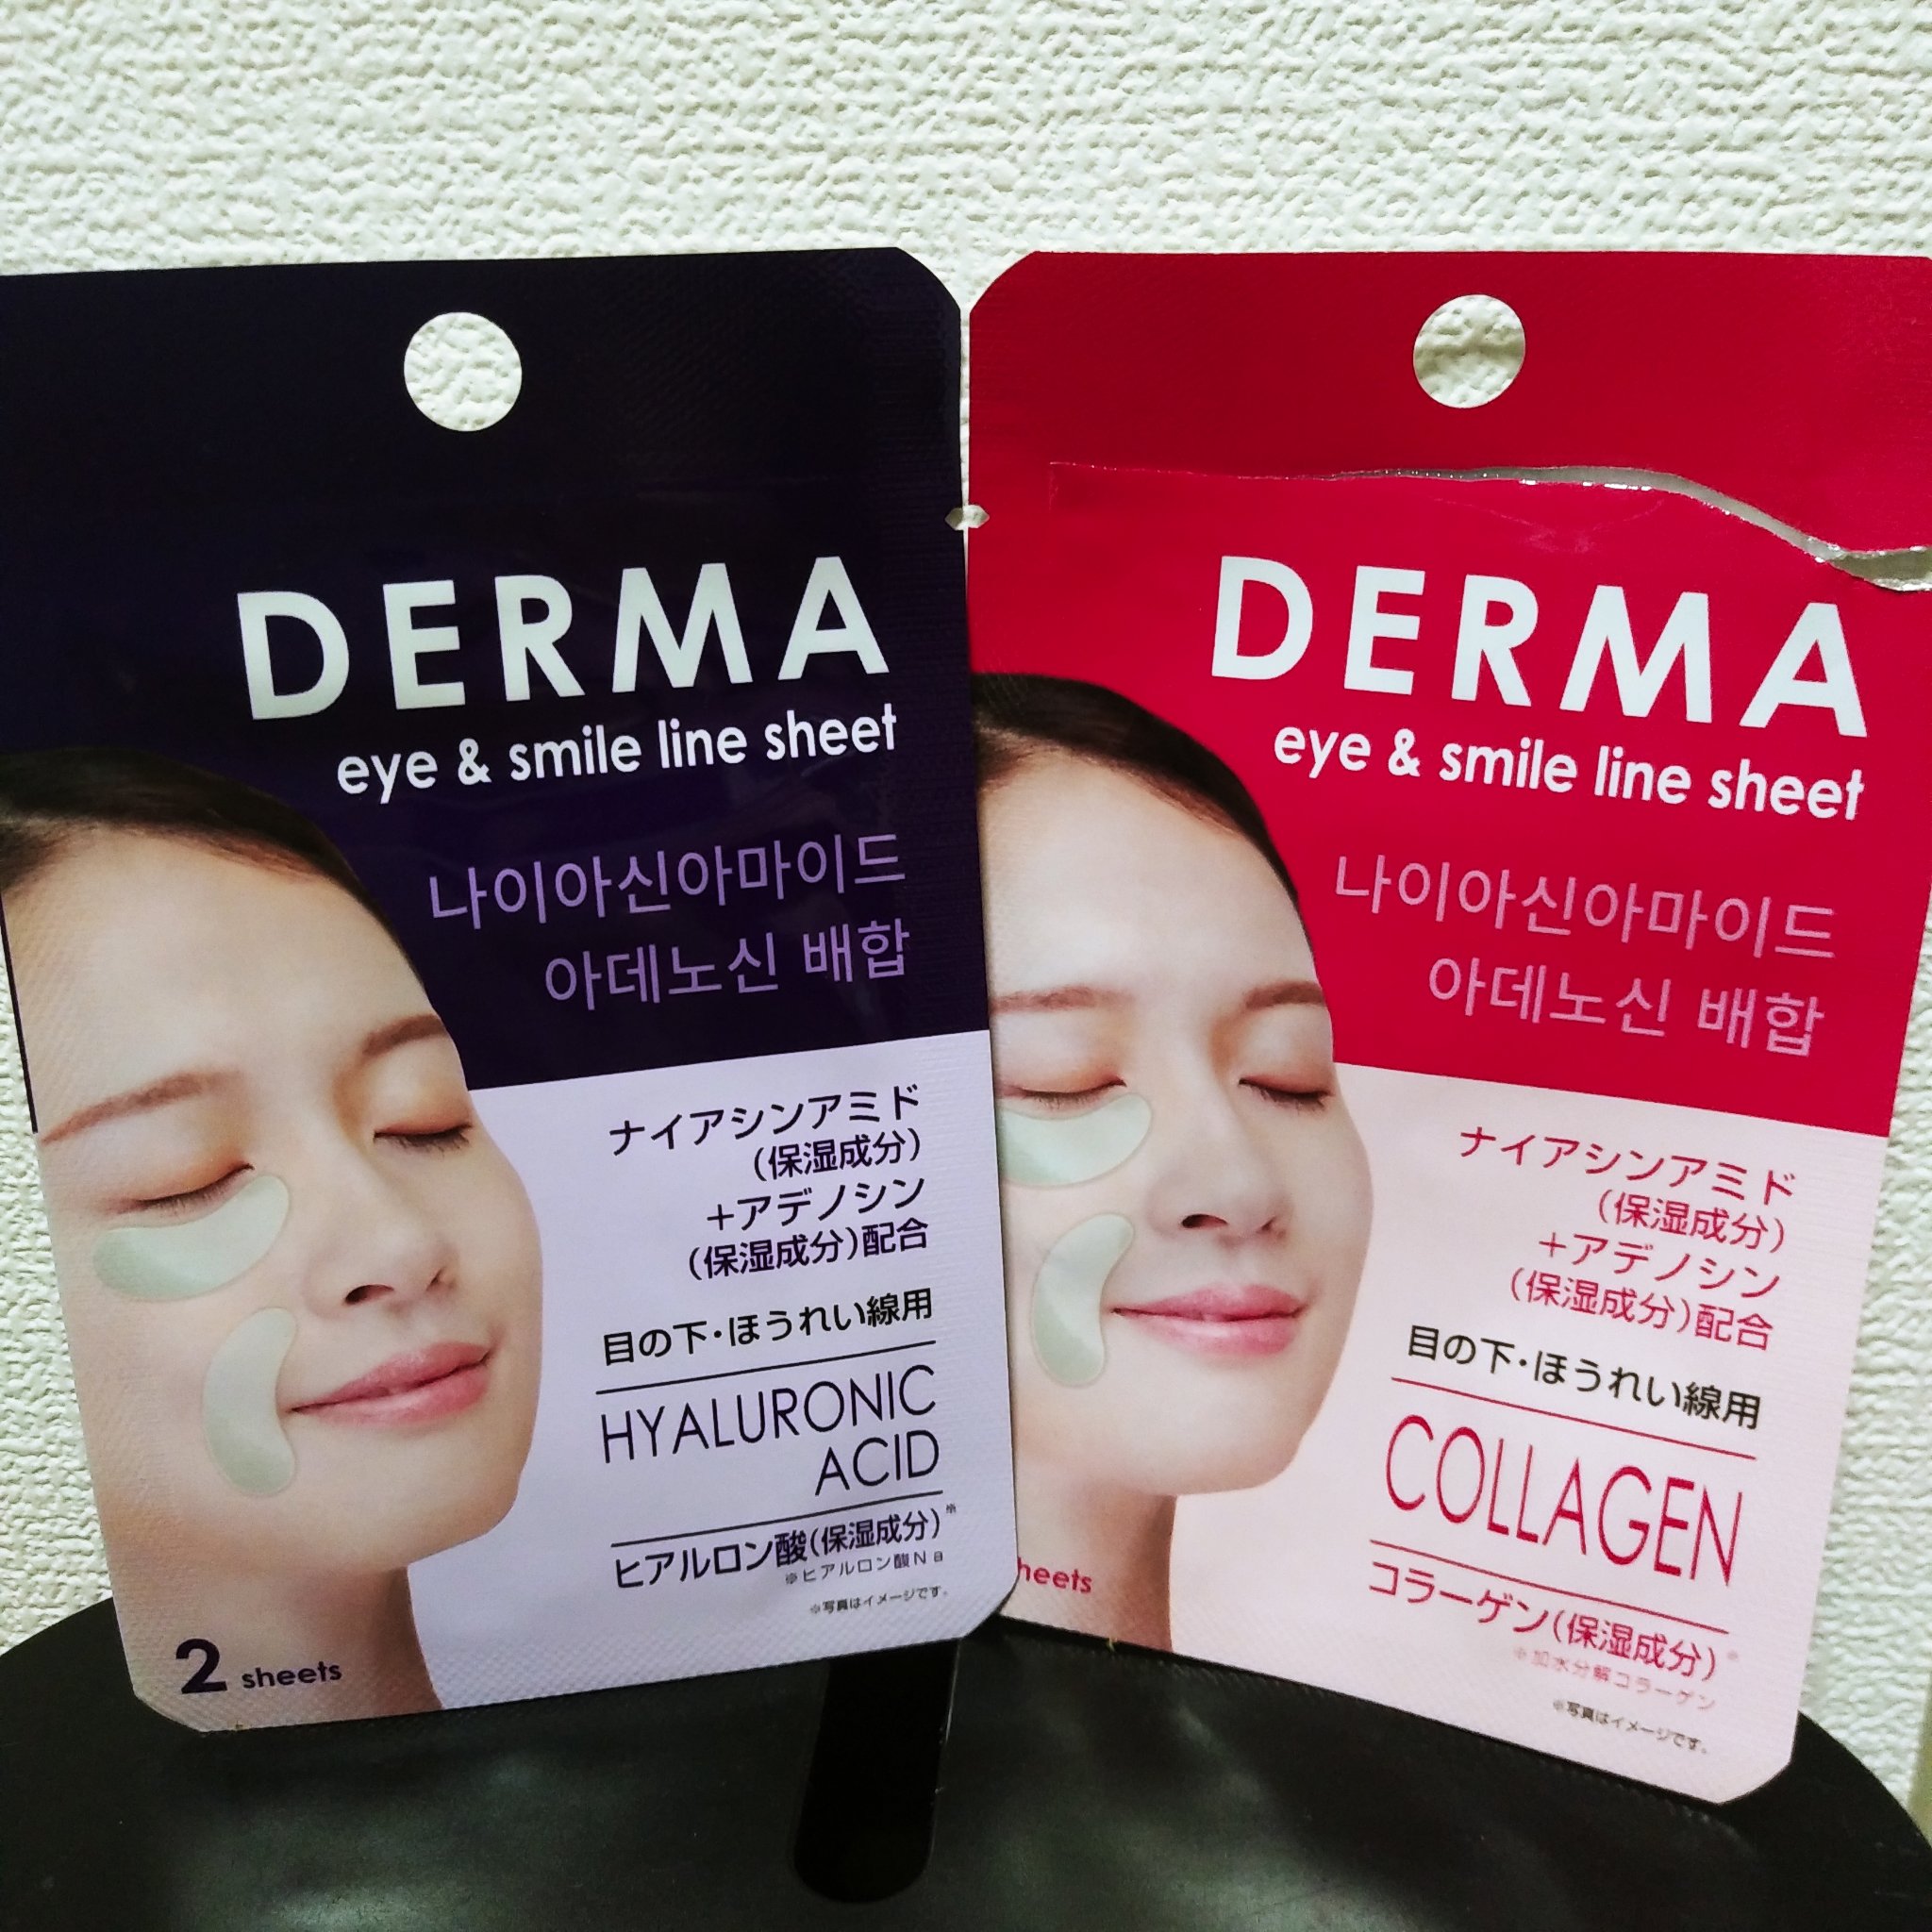 DERMA
eye & smile line sheet
나이아신아마이드
아데노신 배합
ナイアシンアミド
(保湿成分)
+アデノシン
(保湿成分)配合
目の下・ほうれい線用
HYALURONIC
ACID
ヒアルロン酸(保湿成分)※
※ヒアルロン酸Na
※写真はイメージです。
2 sheets
DERMA
eye & smile line sheet
나이아신아마이드
아데노신 배합
ナイアシンアミド
(保湿成分)
+アデノシン
(保湿成分)配合
目の下・ほうれい線用
COLLAGEN
コラーゲン(保湿成分)※
※加水分解コラーゲン
※写真はイメージです。
heets